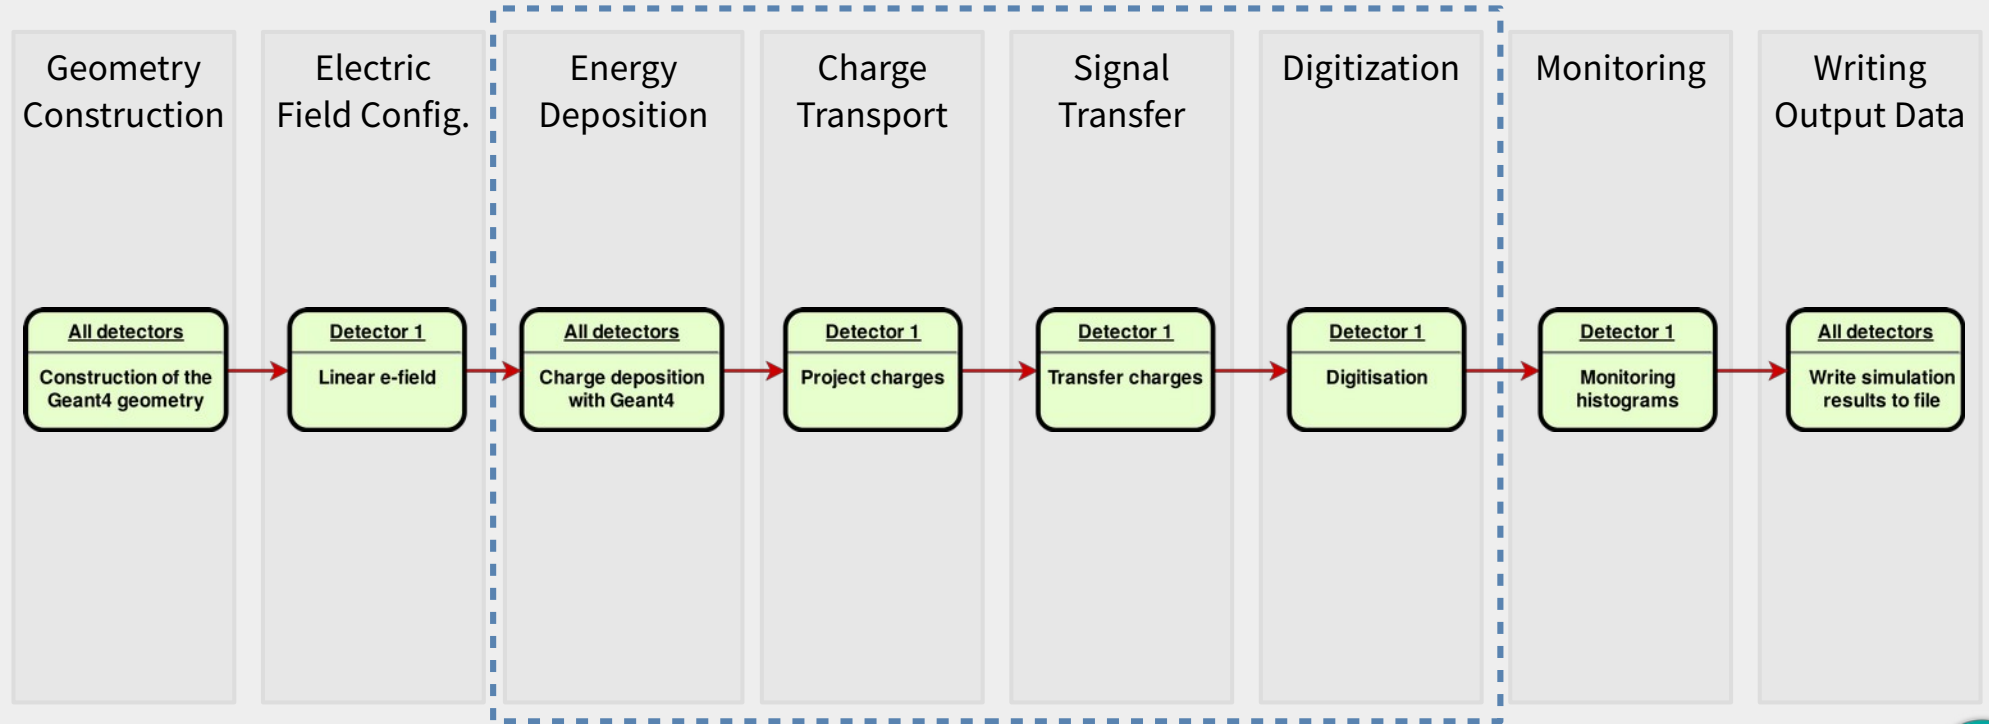 Geometry
Construction
Electric
Field Config.
Energy
Deposition
Charge
Transport
Signal
Transfer
Digitization
Monitoring
Writing
Output Data
All detectors
Construction of the
Geant4 geometry
Detector 1
Linear e-field
All detectors
Charge deposition
with Geant4
Detector 1
Project charges
Detector 1
Transfer charges
Detector 1
Digitisation
Detector 1
Monitoring
histograms
All detectors
Write simulation
results to file